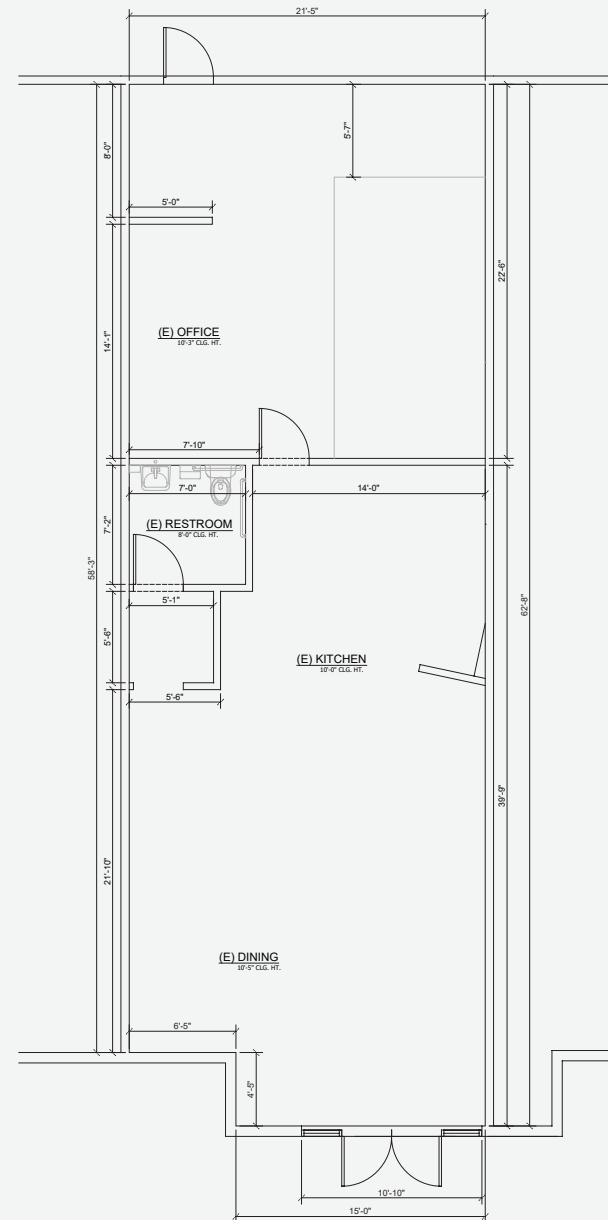 21'-5"
5'-7"
8'-0"
5'-0"
22'-6"
(E) OFFICE
10'-3" CLG. HT.
14'-1"
7'-10"
7'-0"
14'-0"
(E) RESTROOM
8'-0" CLG. HT.
7'-2"
58'-3"
62'-8"
5'-1"
5'-6"
(E) KITCHEN
10'-0" CLG. HT.
5'-6"
39'-9"
21'-10"
(E) DINING
10'-5" CLG. HT.
6'-5"
4'-5"
10'-10"
15'-0"